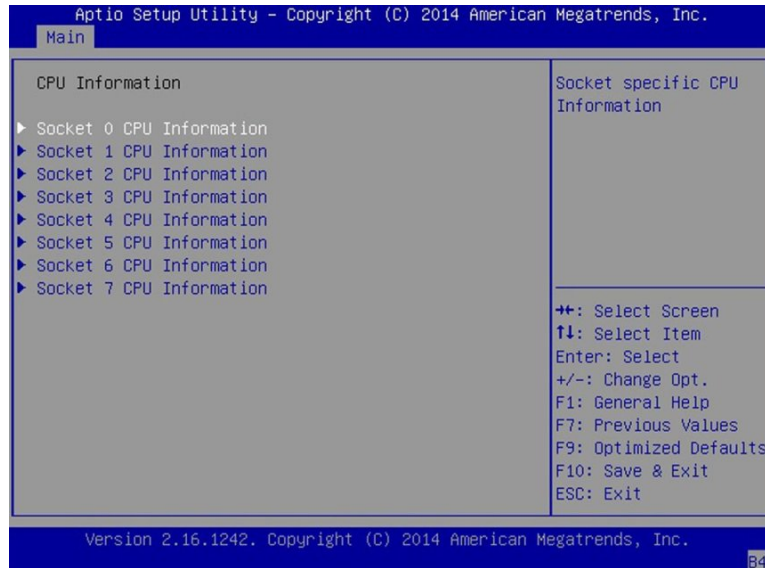 Aptio Setup Utility – Copyright (C) 2014 American Megatrends, Inc.
Main
CPU Information
Socket 0 CPU Information
Socket 1 CPU Information
Socket 2 CPU Information
Socket 3 CPU Information
Socket 4 CPU Information
Socket 5 CPU Information
Socket 6 CPU Information
Socket 7 CPU Information
Socket specific CPU
Information
→←: Select Screen
↑↓: Select Item
Enter: Select
+/-: Change Opt.
F1: General Help
F7: Previous Values
F9: Optimized Defaults
F10: Save & Exit
ESC: Exit
Version 2.16.1242. Copyright (C) 2014 American Megatrends, Inc.
B4